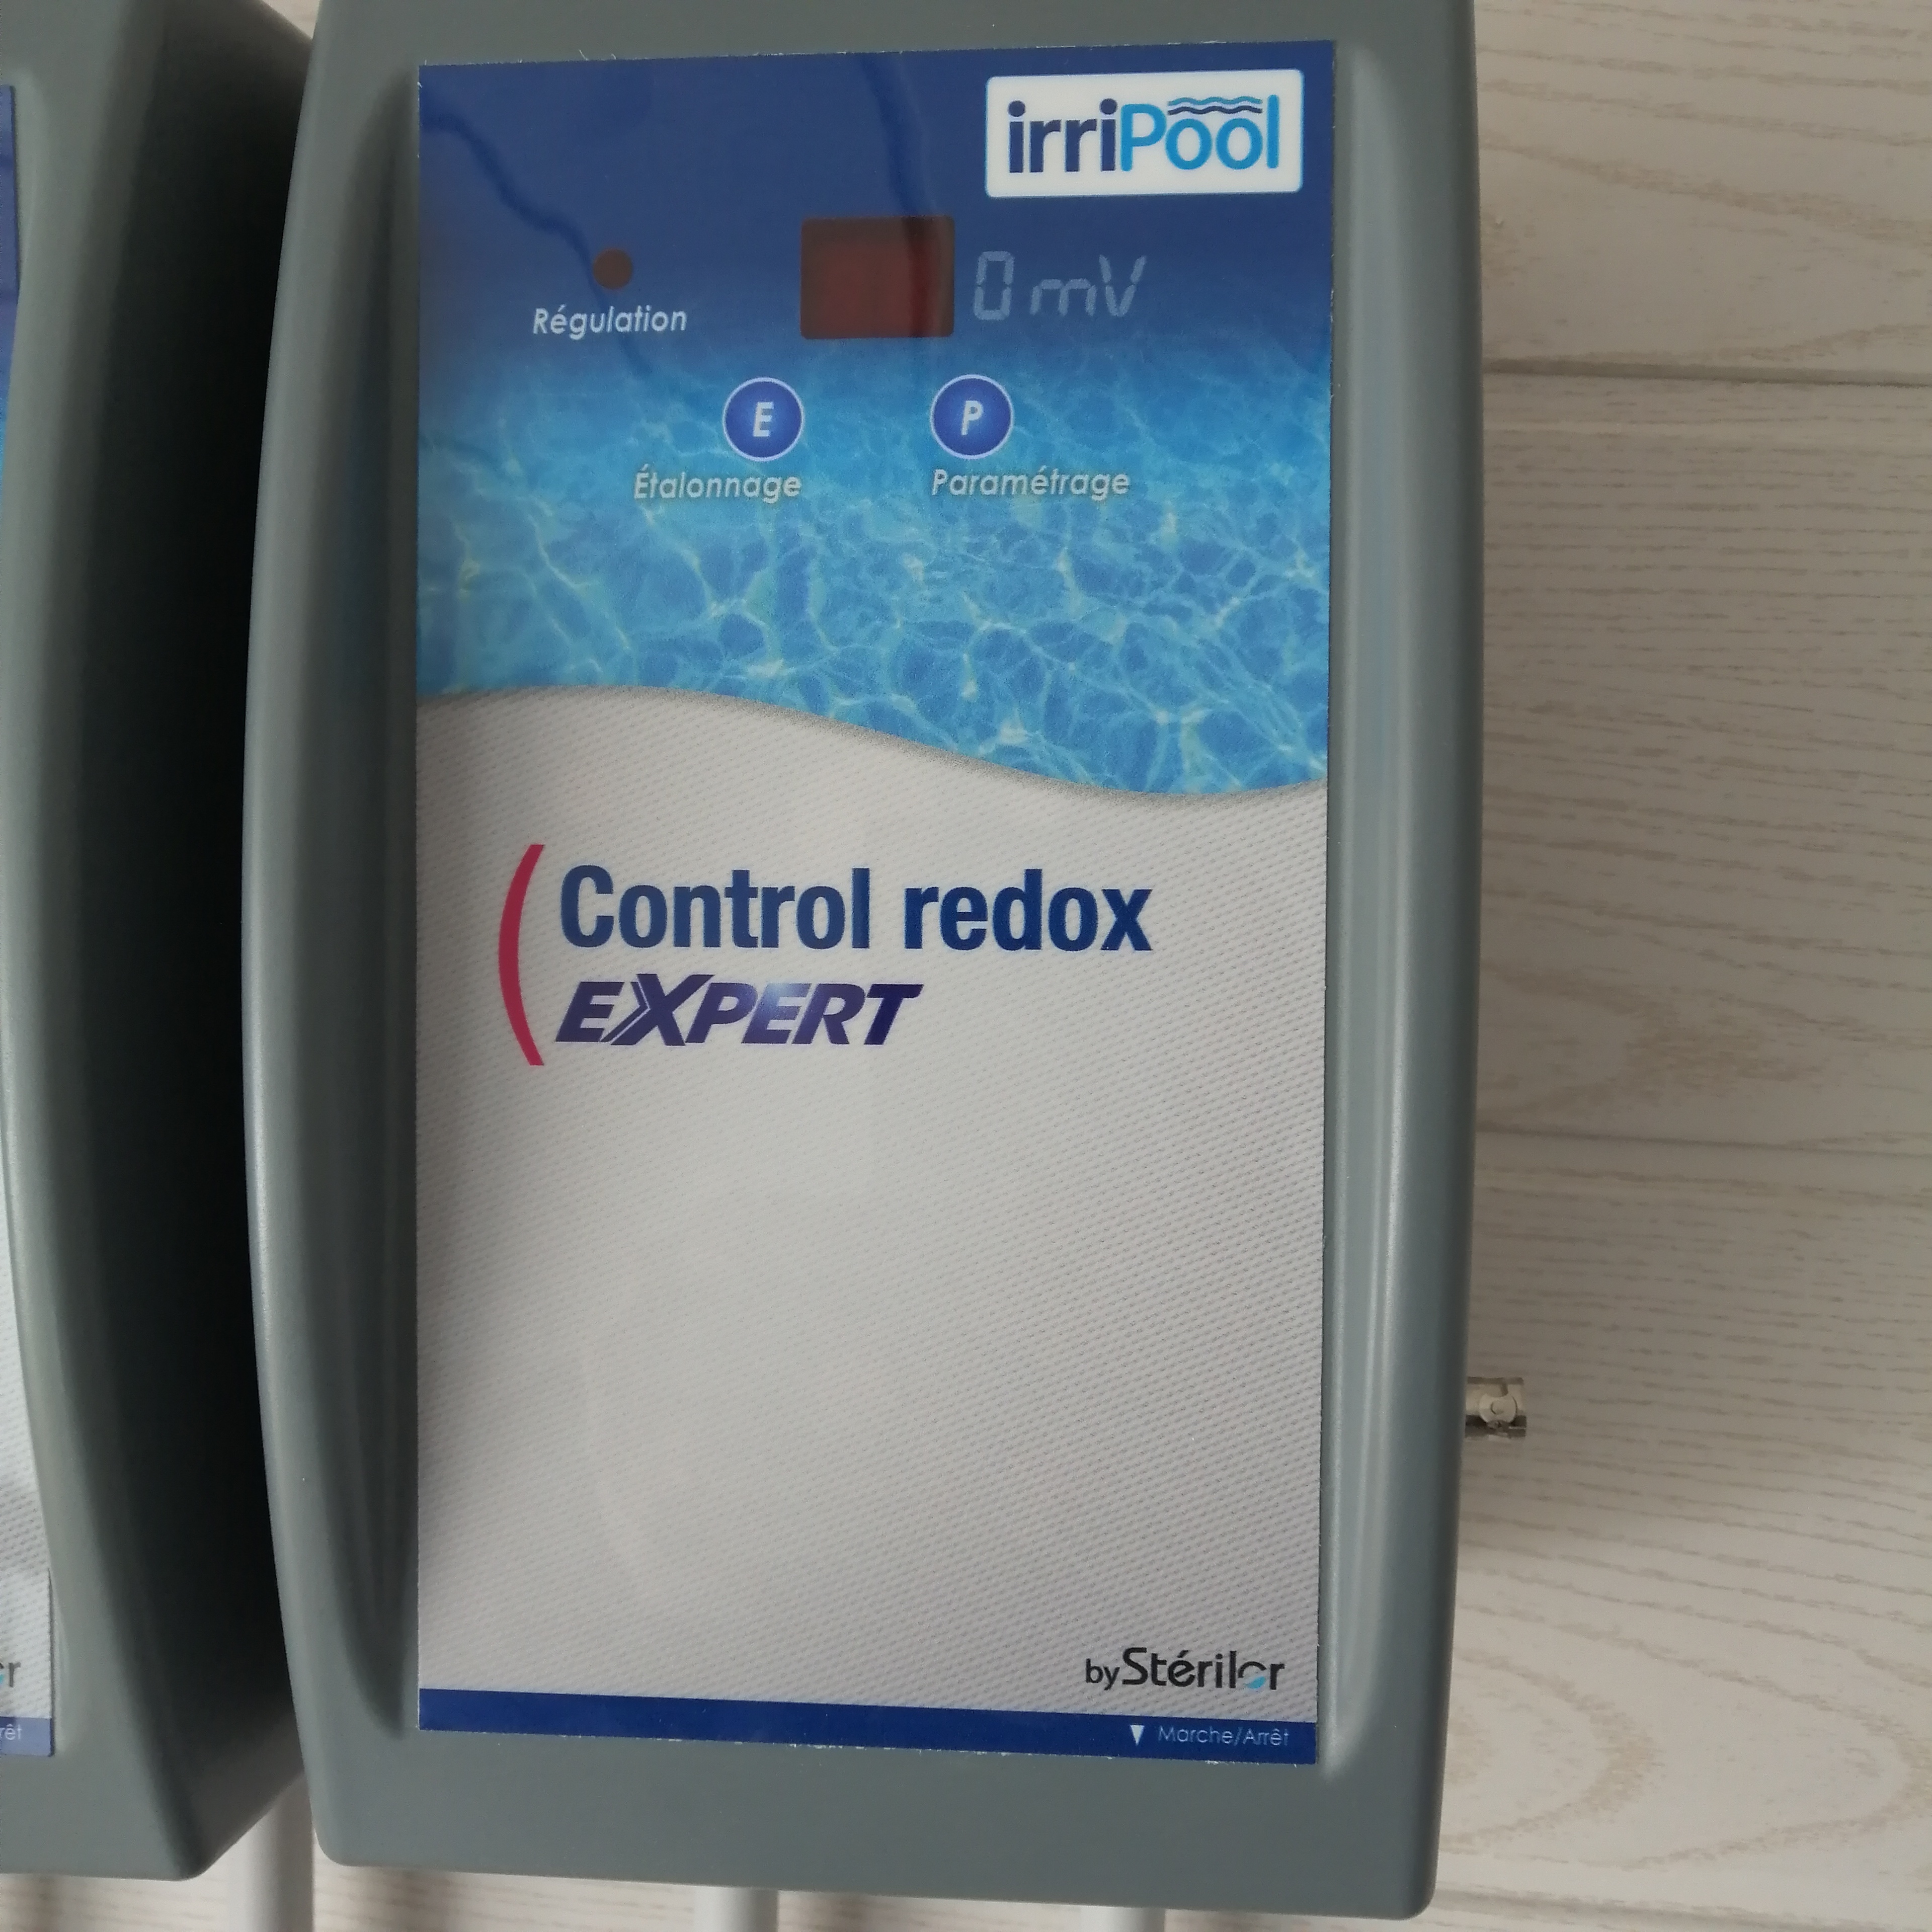 irriPool
0 mV
Régulation
E
P
Étalonnage
Paramétrage
Control redox
EXPERT
by Stérilor
Marche/Arrêt